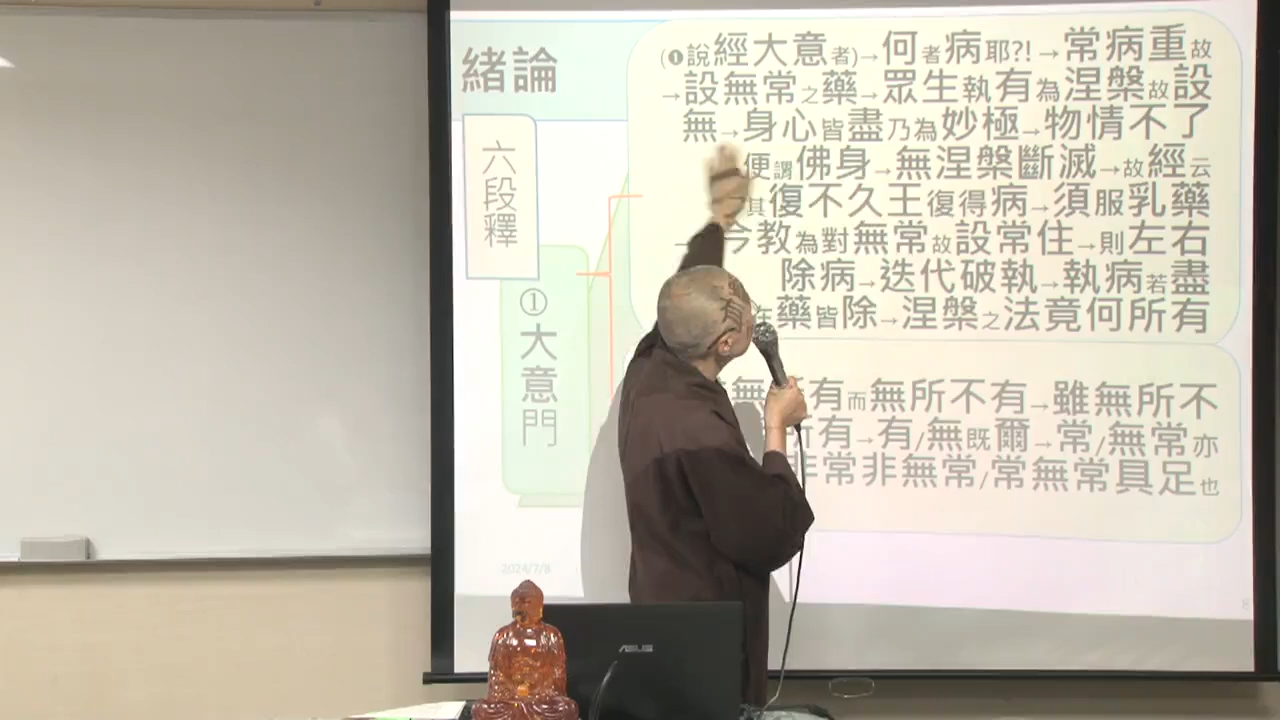 緒論
六段釋
①大意門
(❶說經大意者)→何者病耶?!→常病重故
→設無常之藥→眾生執有為涅槃故設
無→身心皆盡乃為妙極→物情不了
便謂佛身→無涅槃斷滅→故經云
其復不久王復得病→須服乳藥
→今教為對無常故設常住→則左右
除病→迭代破執→執病若盡
在藥皆除→涅槃之法竟何所有
無所有而無所不有→雖無所不
所有→有/無既爾→常/無常亦
非常非無常/常無常具足也
2024/7/8
8
ASUS